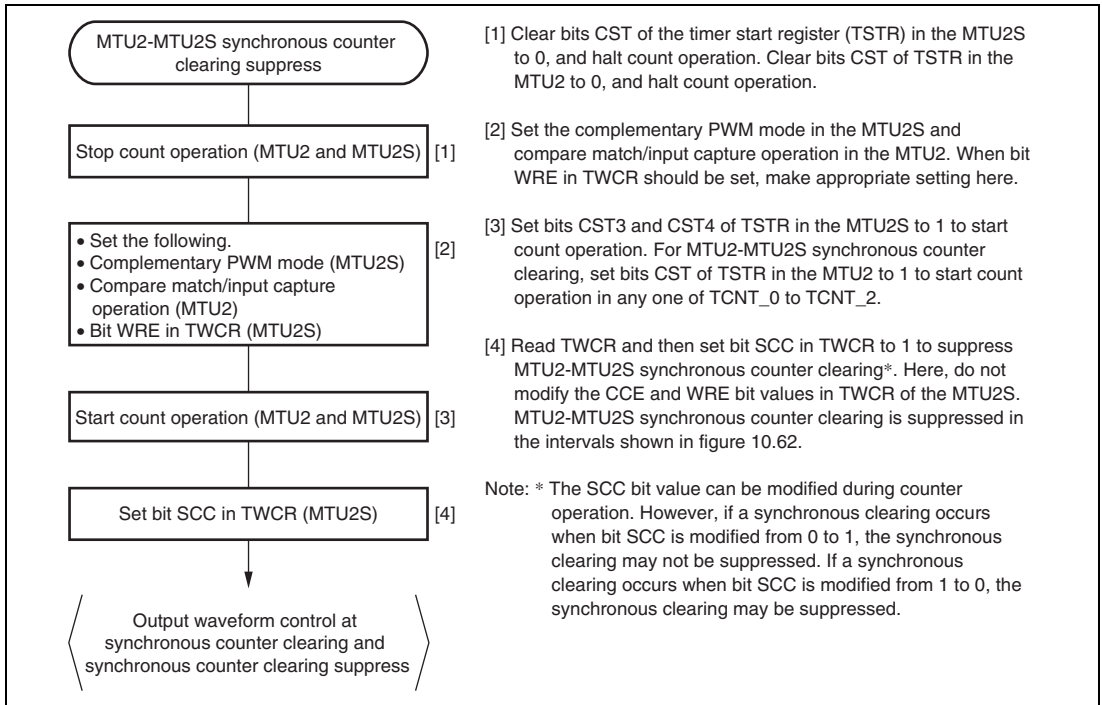 MTU2-MTU2S synchronous counter
clearing suppress
Stop count operation (MTU2 and MTU2S) [1]
• Set the following.
• Complementary PWM mode (MTU2S)
• Compare match/input capture
operation (MTU2)
• Bit WRE in TWCR (MTU2S)
[2]
Start count operation (MTU2 and MTU2S) [3]
Set bit SCC in TWCR (MTU2S) [4]
Output waveform control at
synchronous counter clearing and
synchronous counter clearing suppress
[1] Clear bits CST of the timer start register (TSTR) in the MTU2S
to 0, and halt count operation. Clear bits CST of TSTR in the
MTU2 to 0, and halt count operation.
[2] Set the complementary PWM mode in the MTU2S and
compare match/input capture operation in the MTU2. When bit
WRE in TWCR should be set, make appropriate setting here.
[3] Set bits CST3 and CST4 of TSTR in the MTU2S to 1 to start
count operation. For MTU2-MTU2S synchronous counter
clearing, set bits CST of TSTR in the MTU2 to 1 to start count
operation in any one of TCNT_0 to TCNT_2.
[4] Read TWCR and then set bit SCC in TWCR to 1 to suppress
MTU2-MTU2S synchronous counter clearing*. Here, do not
modify the CCE and WRE bit values in TWCR of the MTU2S.
MTU2-MTU2S synchronous counter clearing is suppressed in
the intervals shown in figure 10.62.
Note: * The SCC bit value can be modified during counter
operation. However, if a synchronous clearing occurs
when bit SCC is modified from 0 to 1, the synchronous
clearing may not be suppressed. If a synchronous
clearing occurs when bit SCC is modified from 1 to 0, the
synchronous clearing may be suppressed.